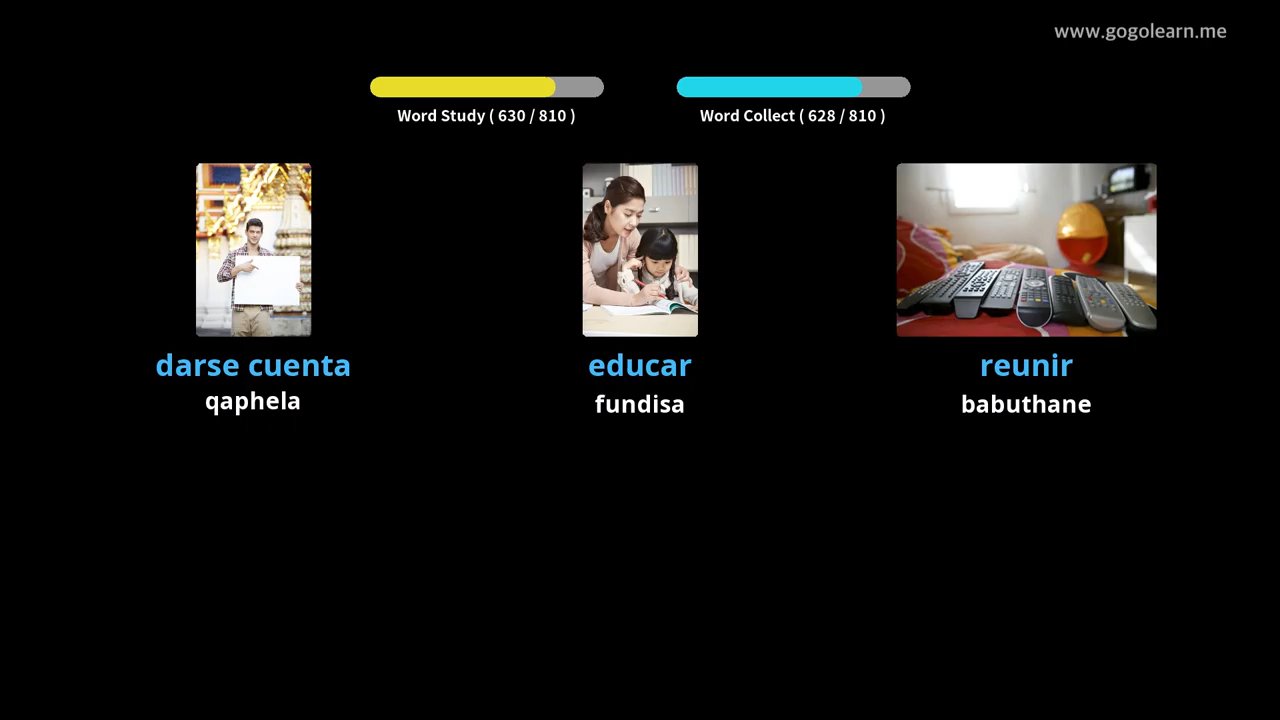 www.gogolearn.me
Word Study ( 630 / 810 )
Word Collect ( 628 / 810 )
darse cuenta
qaphela
educar
fundisa
reunir
babuthane